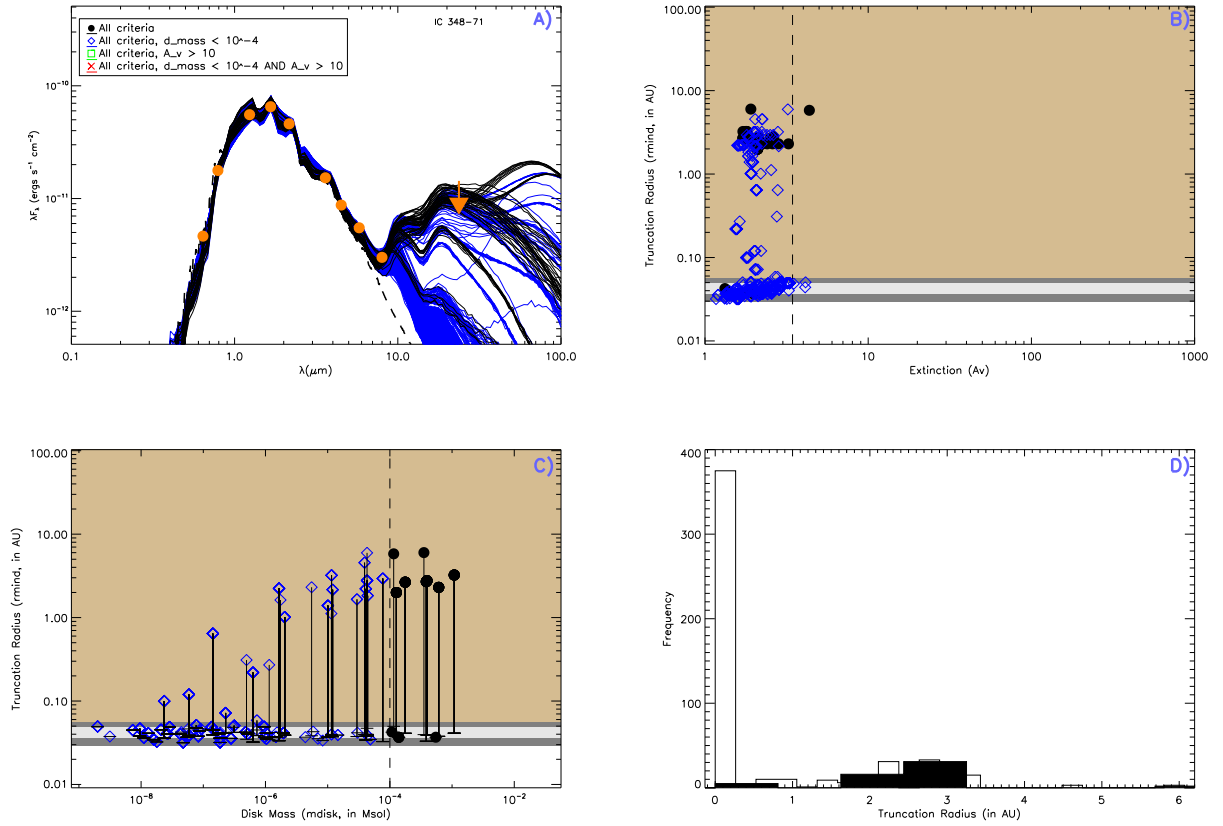 A)
IC 348-71
All criteria
All criteria, d_mass < 10^-4
All criteria, A_v > 10
All criteria, d_mass < 10^-4 AND A_v > 10
10⁻¹⁰
10⁻¹¹
10⁻¹²
λFλ (ergs s⁻¹ cm⁻²)
0.1 1.0 10.0 100.0
λ(μm)
B)
100.00
10.00
1.00
0.10
0.01
Truncation Radius (rmind, in AU)
1 10 100 1000
Extinction (Av)
C)
100.00
10.00
1.00
0.10
0.01
Truncation Radius (rmind, in AU)
10⁻⁸ 10⁻⁶ 10⁻⁴ 10⁻²
Disk Mass (mdisk, in Msol)
D)
400
300
200
100
0
Frequency
0 1 2 3 4 5 6
Truncation Radius (in AU)